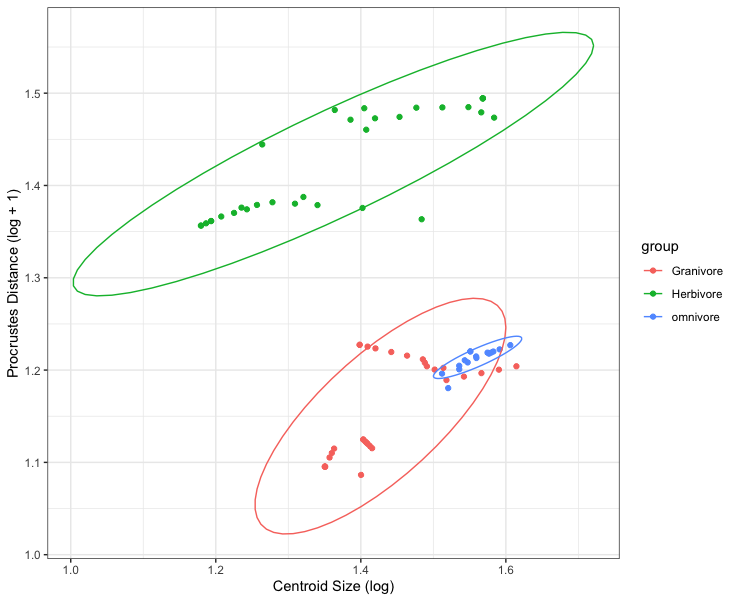 1.5
1.4
1.3
1.2
1.1
1.0
Procrustes Distance (log + 1)
1.0 1.2 1.4 1.6
Centroid Size (log)
group
Granivore
Herbivore
omnivore